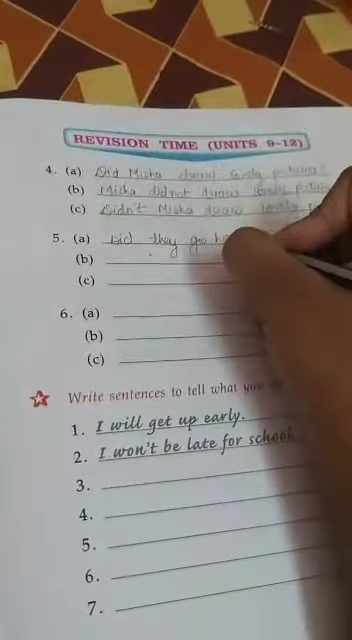 REVISION TIME (UNITS 9-12)
4. (a) Did Misha draw lovely pictures?
(b) Misha did not draw lovely
(c) Didn't Misha draw lovely
5. (a) Did they go
(b)
(c)
6. (a)
(b)
(c)
Write sentences to tell what you
1. I will get up early.
2. I won't be late for school
3.
4.
5.
6.
7.